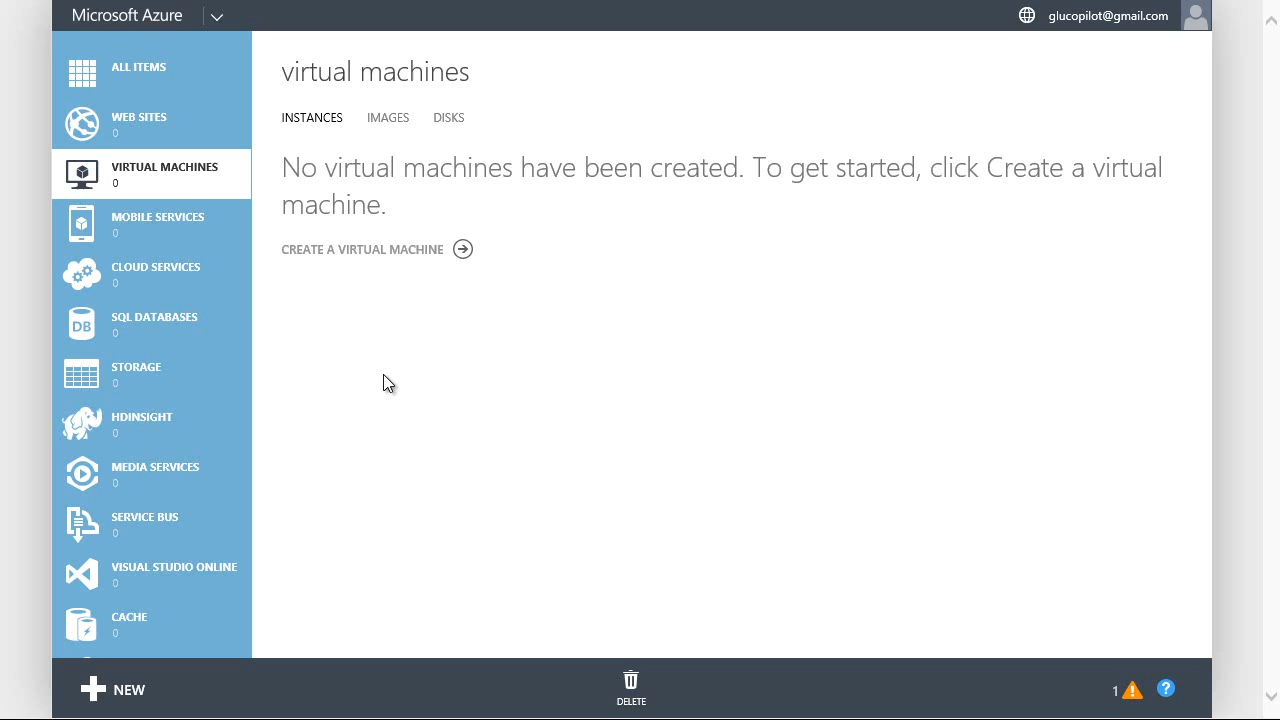 Microsoft Azure
glucopilot@gmail.com
ALL ITEMS
WEB SITES
0
VIRTUAL MACHINES
0
MOBILE SERVICES
0
CLOUD SERVICES
0
SQL DATABASES
0
DB
STORAGE
0
HDINSIGHT
0
MEDIA SERVICES
0
SERVICE BUS
0
VISUAL STUDIO ONLINE
0
CACHE
0
virtual machines
INSTANCES IMAGES DISKS
No virtual machines have been created. To get started, click Create a virtual
machine.
CREATE A VIRTUAL MACHINE
NEW
DELETE
1 ?